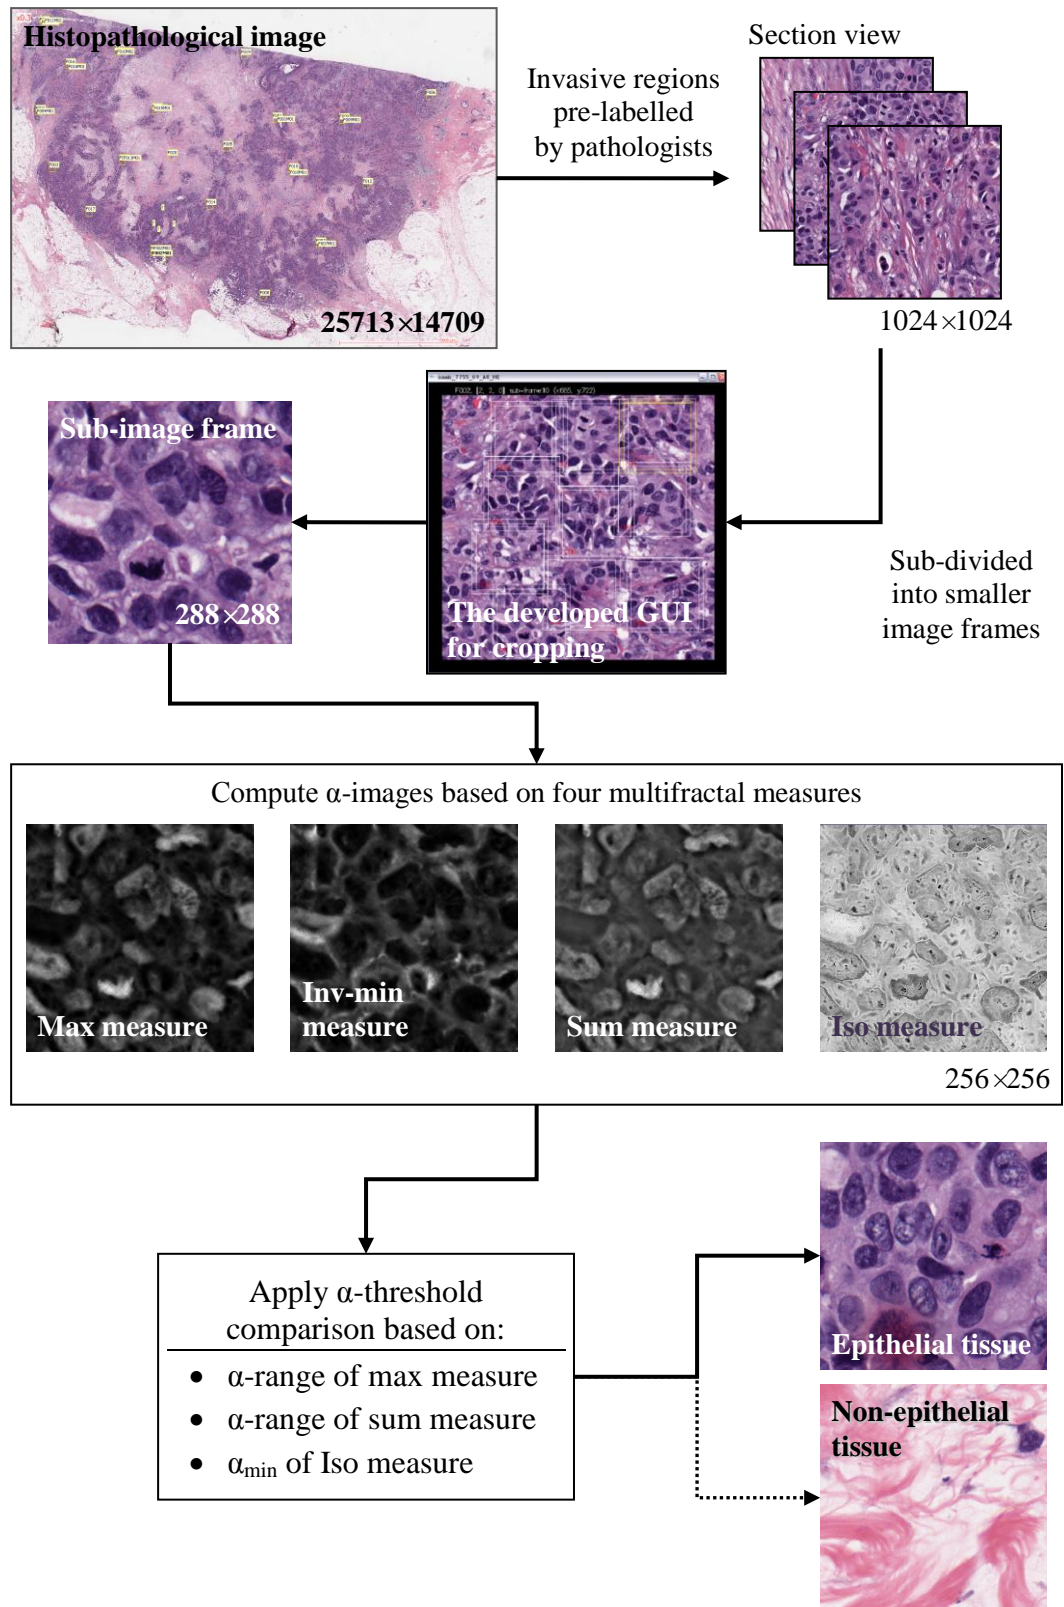 Histopathological image
25713×14709
Invasive regions
pre-labelled
by pathologists
Section view
1024×1024
Sub-divided
into smaller
image frames
The developed GUI
for cropping
Sub-image frame
288×288
Compute α-images based on four multifractal measures
Max measure
Inv-min
measure
Sum measure
Iso measure
256×256
Apply α-threshold
comparison based on:
• α-range of max measure
• α-range of sum measure
• αmin of Iso measure
Epithelial tissue
Non-epithelial
tissue